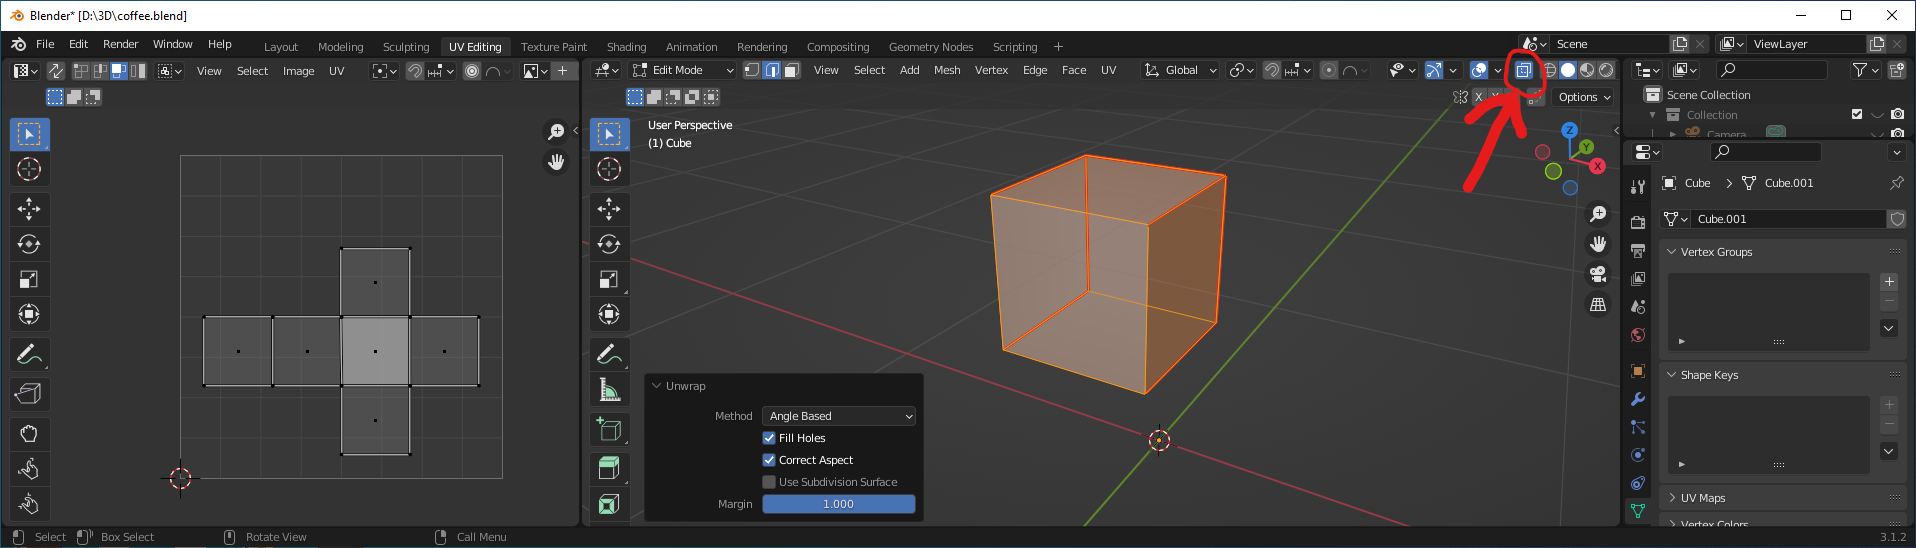 Blender* [D:\3D\coffee.blend]
File Edit Render Window Help Layout Modeling Sculpting UV Editing Texture Paint Shading Animation Rendering Compositing Geometry Nodes Scripting + Scene ViewLayer
View Select Image UV Edit Mode View Select Add Mesh Vertex Edge Face UV Global
X Options
User Perspective
(1) Cube
Z
Y
X
Scene Collection
Collection
Camera
Cube > Cube.001
Cube.001
Vertex Groups
Shape Keys
UV Maps
Vertex Colors
Unwrap
Method Angle Based
Fill Holes
Correct Aspect
Use Subdivision Surface
Margin 1.000
Select Box Select Rotate View Call Menu 3.1.2